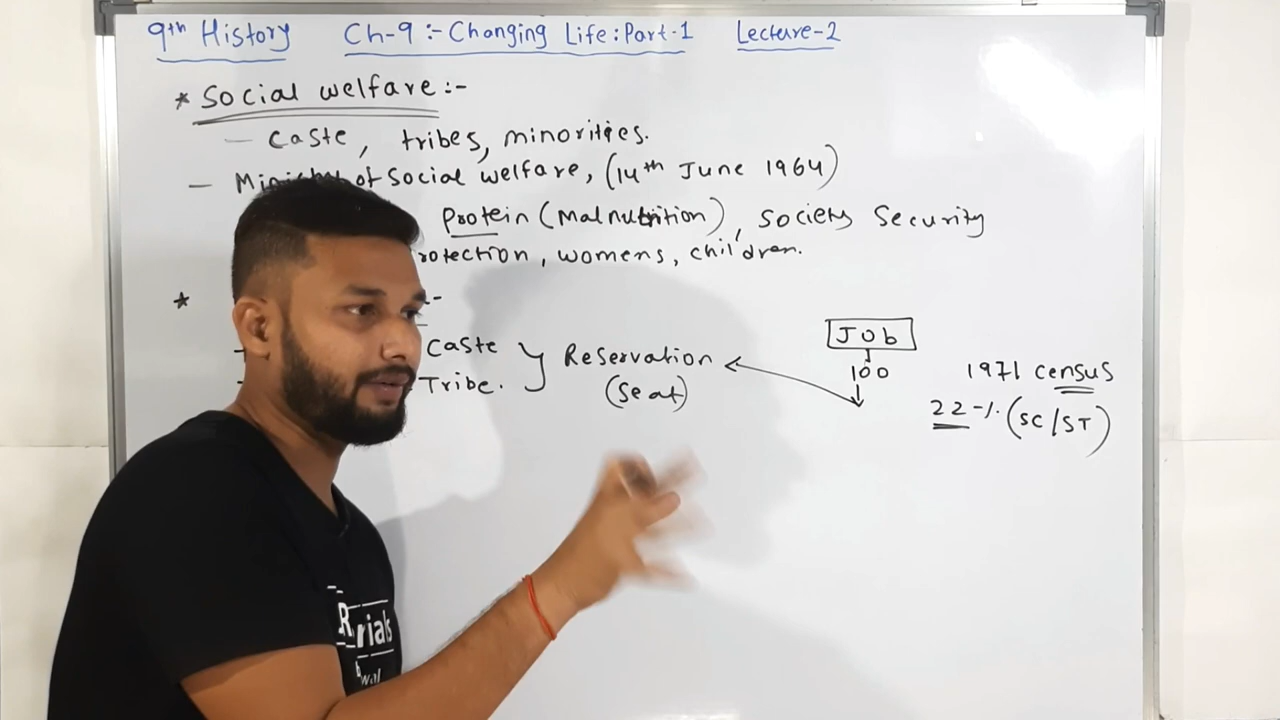 9th History Ch-9 :- Changing Life : Part-1 Lecture-2
* Social welfare :-
- Caste, tribes, minorities.
- Ministry of Social welfare, (14th June 1964)
Protein (Malnutrition), Society Security
rotection, womens, children.
* :-
- Caste } Reservation
- Tribe. (Seat)
Job
100
1971 census
22 % (SC/ST)
R
rials